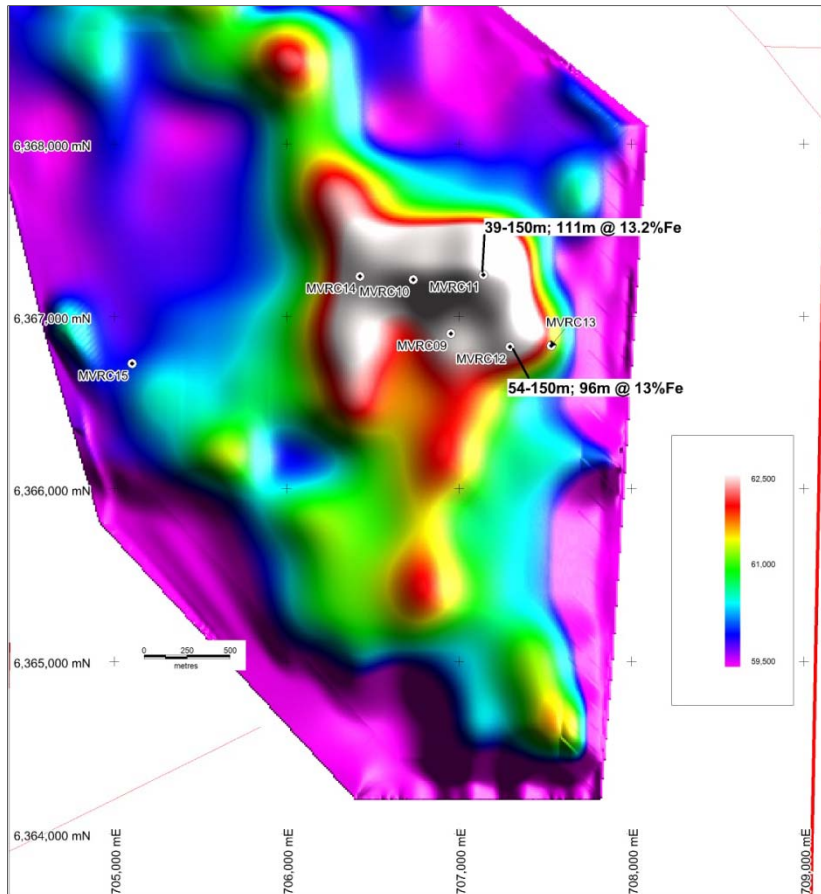 6,368,000 mN
39-150m; 111m @ 13.2%Fe
MVRC14
MVRC10
MVRC11
6,367,000 mN
MVRC13
MVRC09
MVRC12
MVRC15
54-150m; 96m @ 13%Fe
6,366,000 mN
62.500
61.000
59.500
6,365,000 mN
0 250 500
metres
6,364,000 mN
705,000 mE
706,000 mE
707,000 mE
708,000 mE
709,000 mE